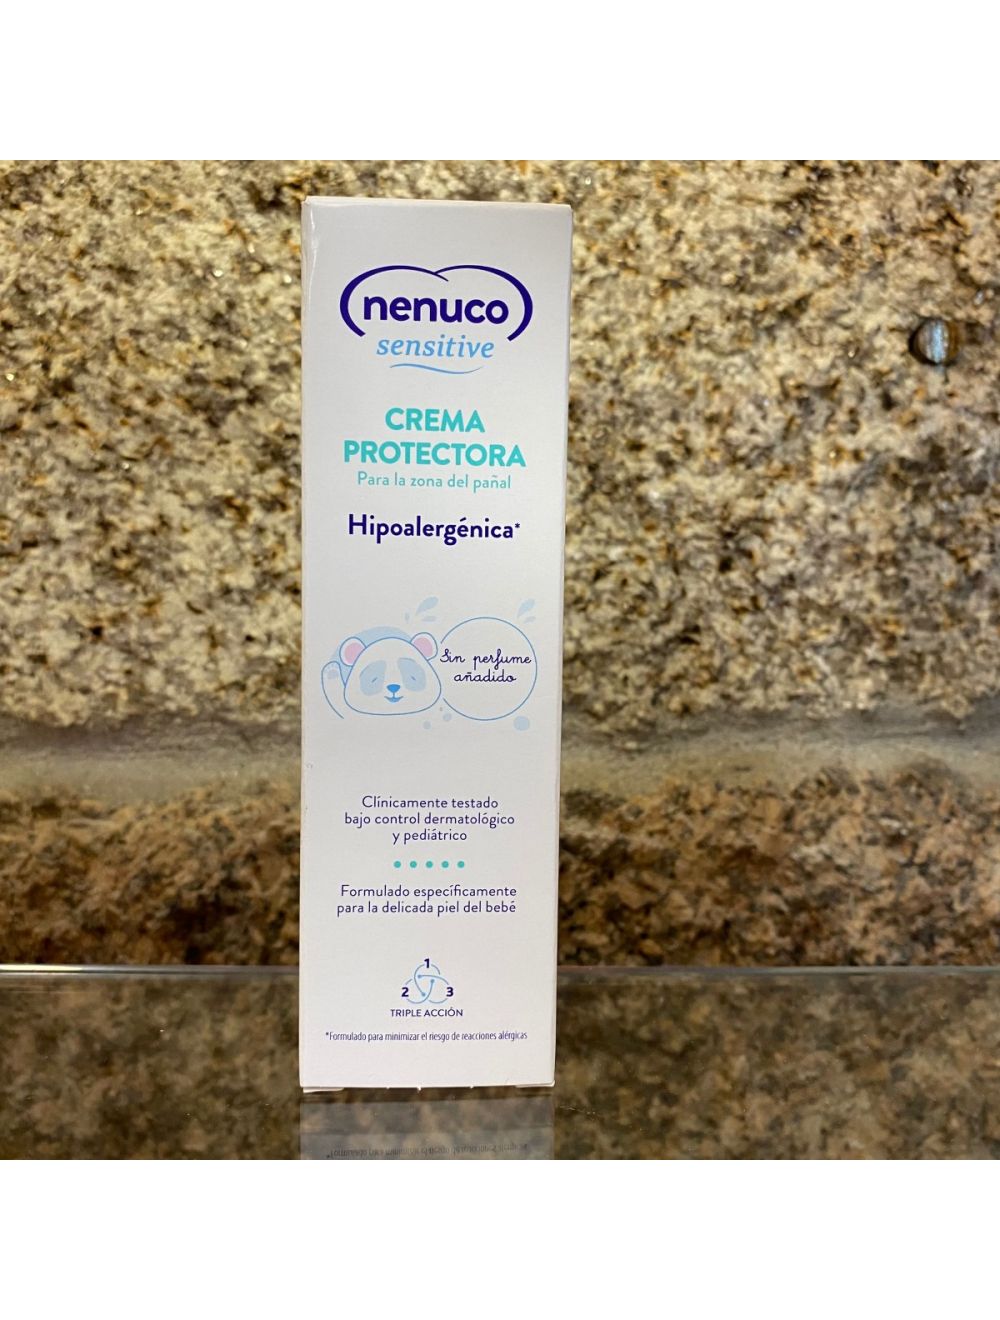 nenuco
sensitive
CREMA
PROTECTORA
Para la zona del pañal
Hipoalergénica*
Sin perfume
añadido
Clínicamente testado
bajo control dermatológico
y pediátrico
Formulado específicamente
para la delicada piel del bebé
1
2 3
TRIPLE ACCIÓN
*Formulado para minimizar el riesgo de reacciones alérgicas